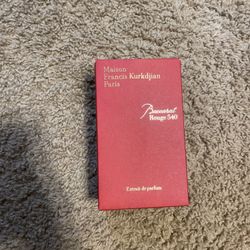 Maison
Francis Kurkdjian
Paris
Baccarat
Rouge 540
Extrait de parfum